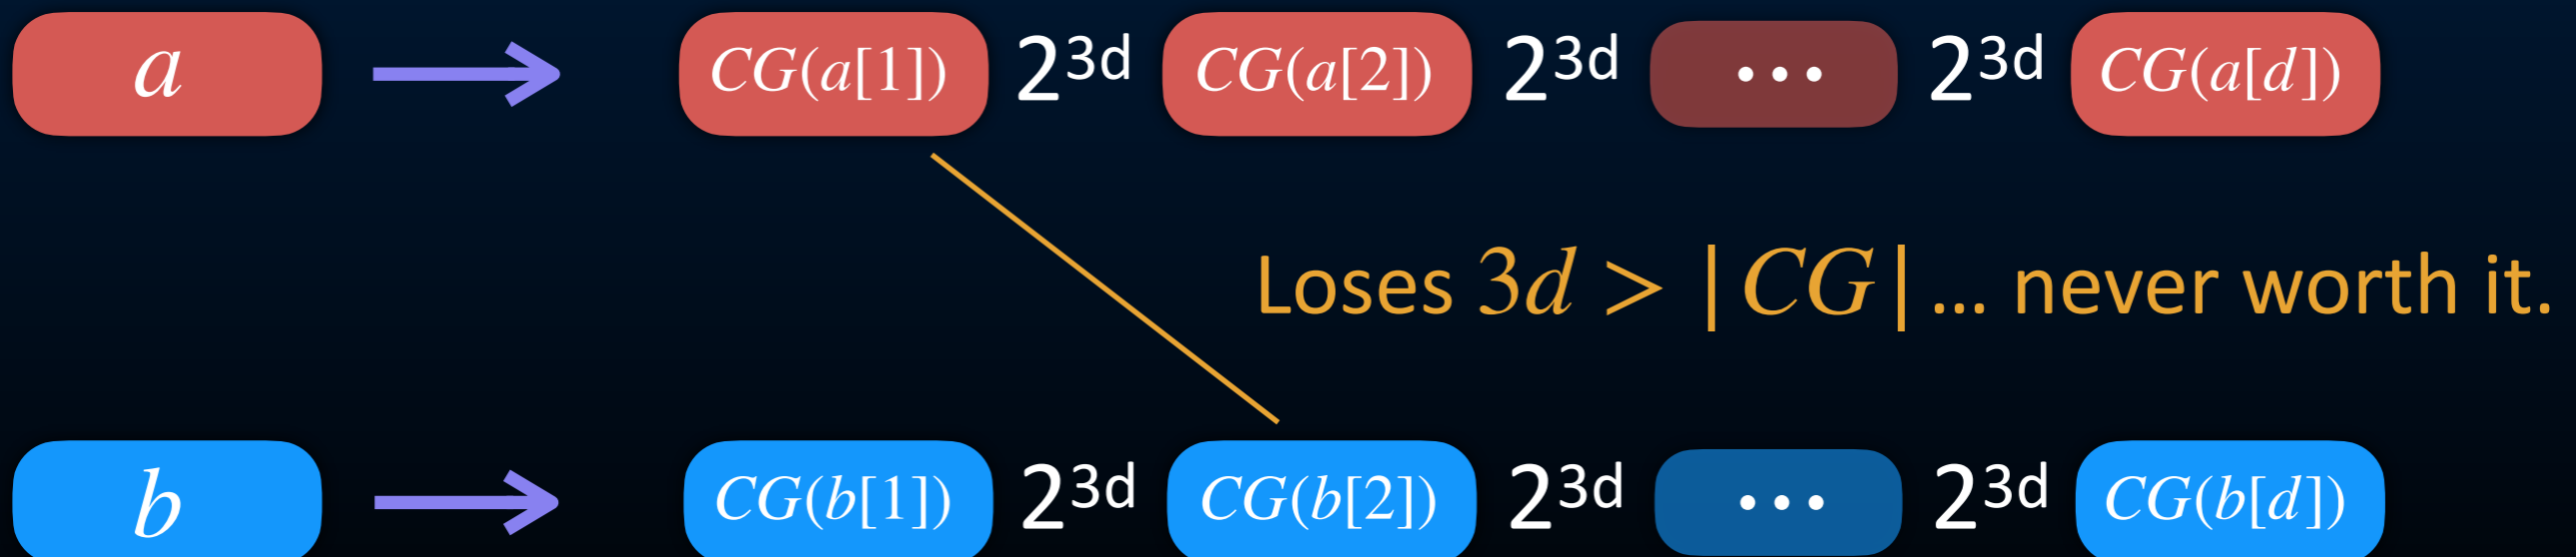 a → CG(a[1]) 2^{3d} CG(a[2]) 2^{3d} ••• 2^{3d} CG(a[d])
Loses 3d > |CG| ... never worth it.
b → CG(b[1]) 2^{3d} CG(b[2]) 2^{3d} ••• 2^{3d} CG(b[d])